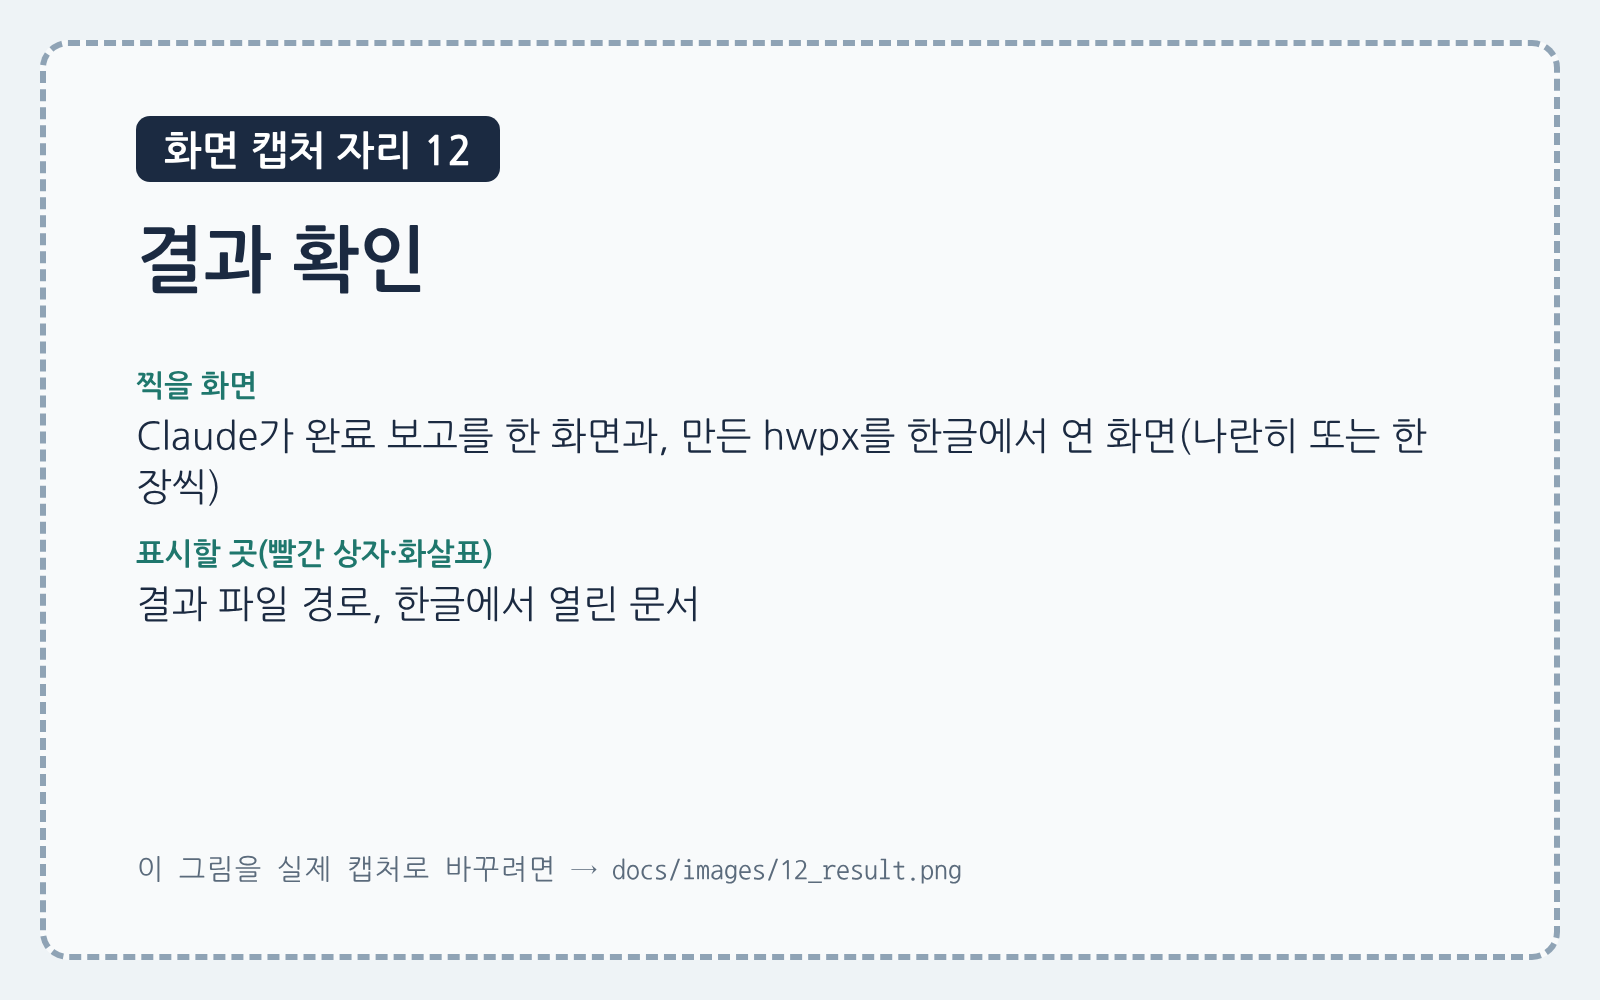 화면 캡처 자리 12
결과 확인
찍을 화면
Claude가 완료 보고를 한 화면과, 만든 hwpx를 한글에서 연 화면(나란히 또는 한
장씩)
표시할 곳(빨간 상자·화살표)
결과 파일 경로, 한글에서 열린 문서
이 그림을 실제 캡처로 바꾸려면 → docs/images/12_result.png